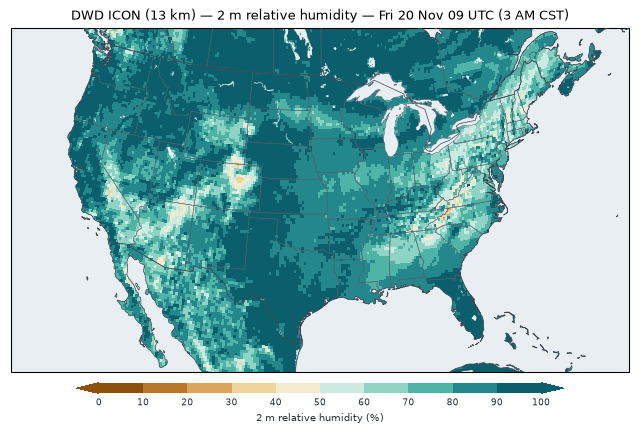 DWD ICON (13 km) — 2 m relative humidity — Fri 20 Nov 09 UTC (3 AM CST)
0 10 20 30 40 50 60 70 80 90 100
2 m relative humidity (%)